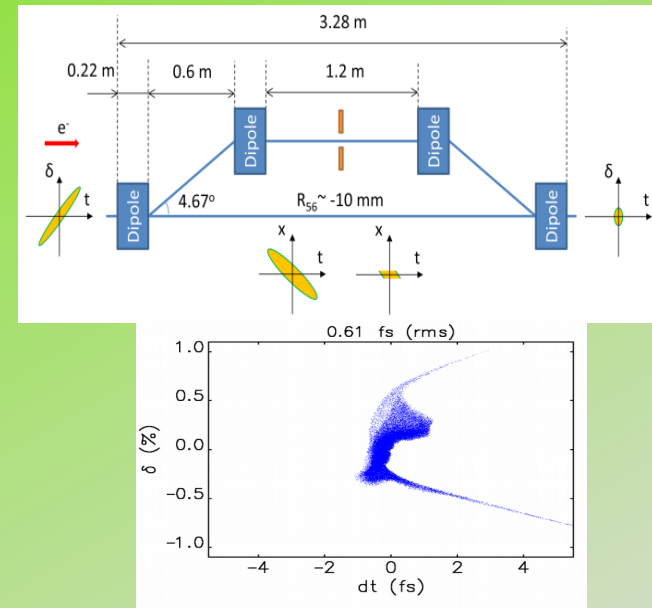 3.28 m
0.22 m 0.6 m 1.2 m
Dipole Dipole
e-
δ t
Dipole
4.67°
R56~ -10 mm
Dipole
δ t
x t
x t
0.61 fs (rms)
1.0
0.5
0.0
-0.5
-1.0
δ (%)
-4 -2 0 2 4
dt (fs)